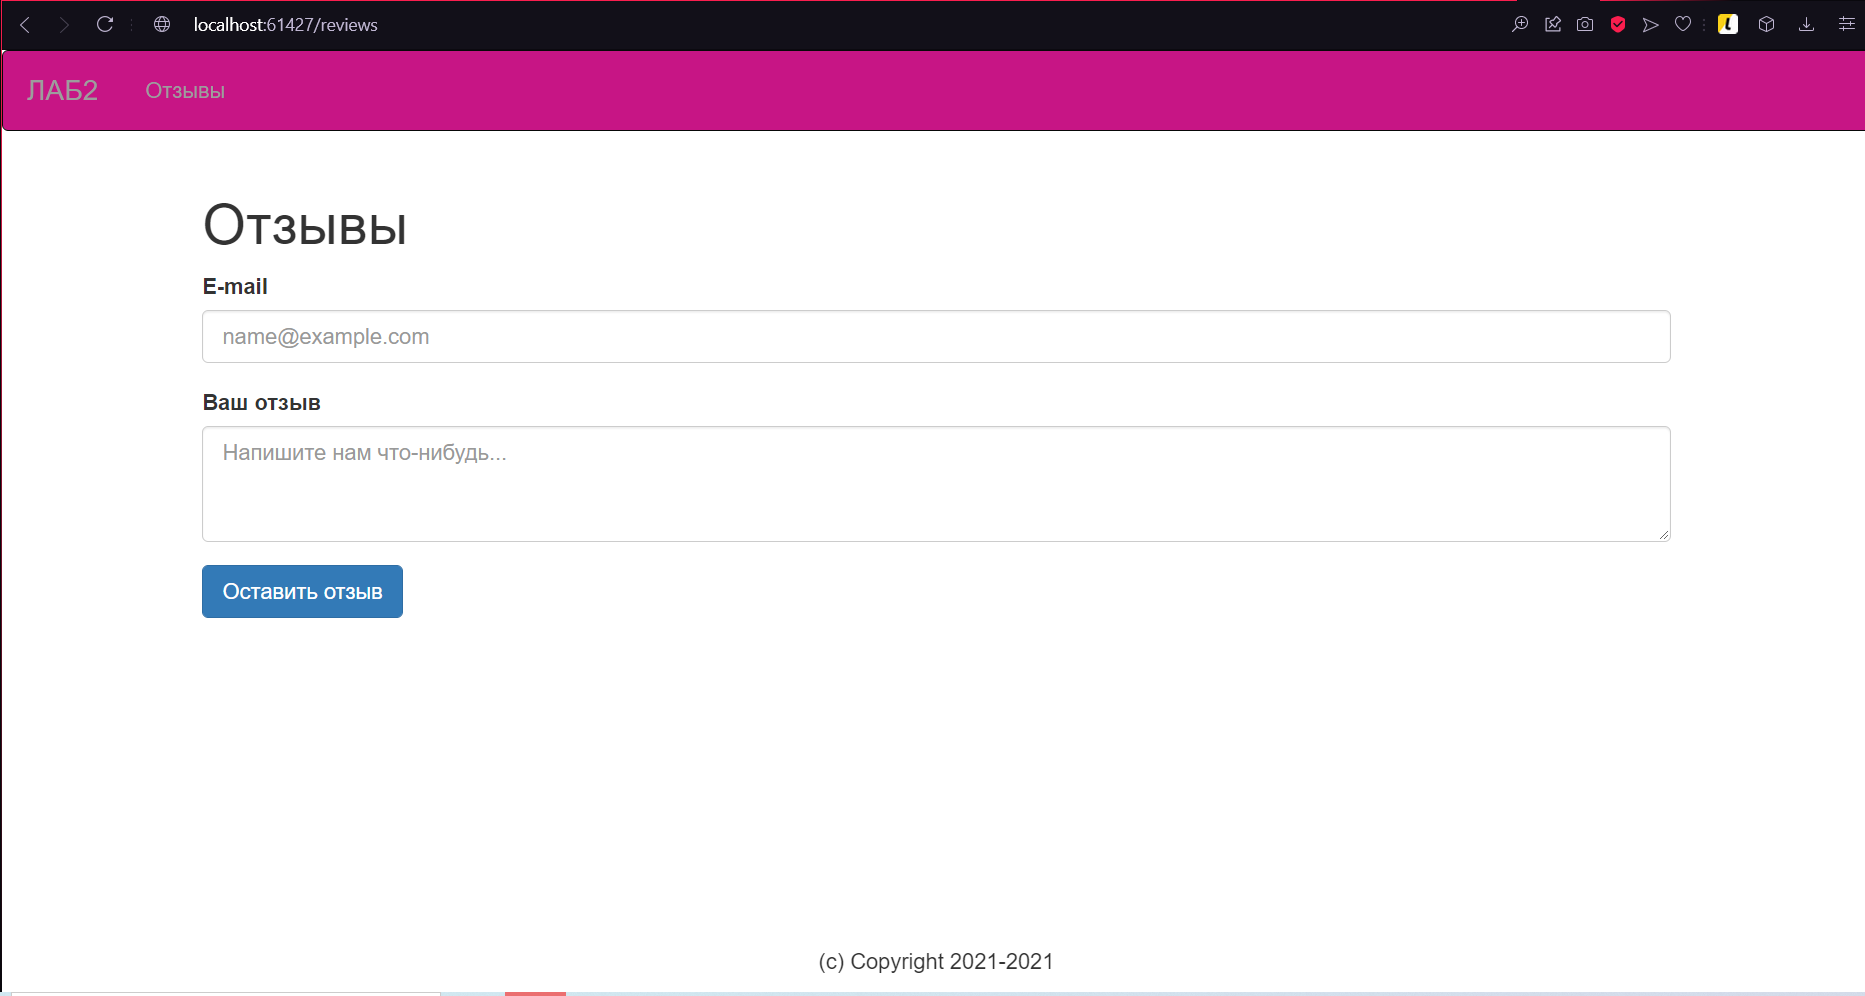 localhost:61427/reviews
ЛАБ2 Отзывы
Отзывы
E-mail
name@example.com
Ваш отзыв
Напишите нам что-нибудь...
Оставить отзыв
(c) Copyright 2021-2021